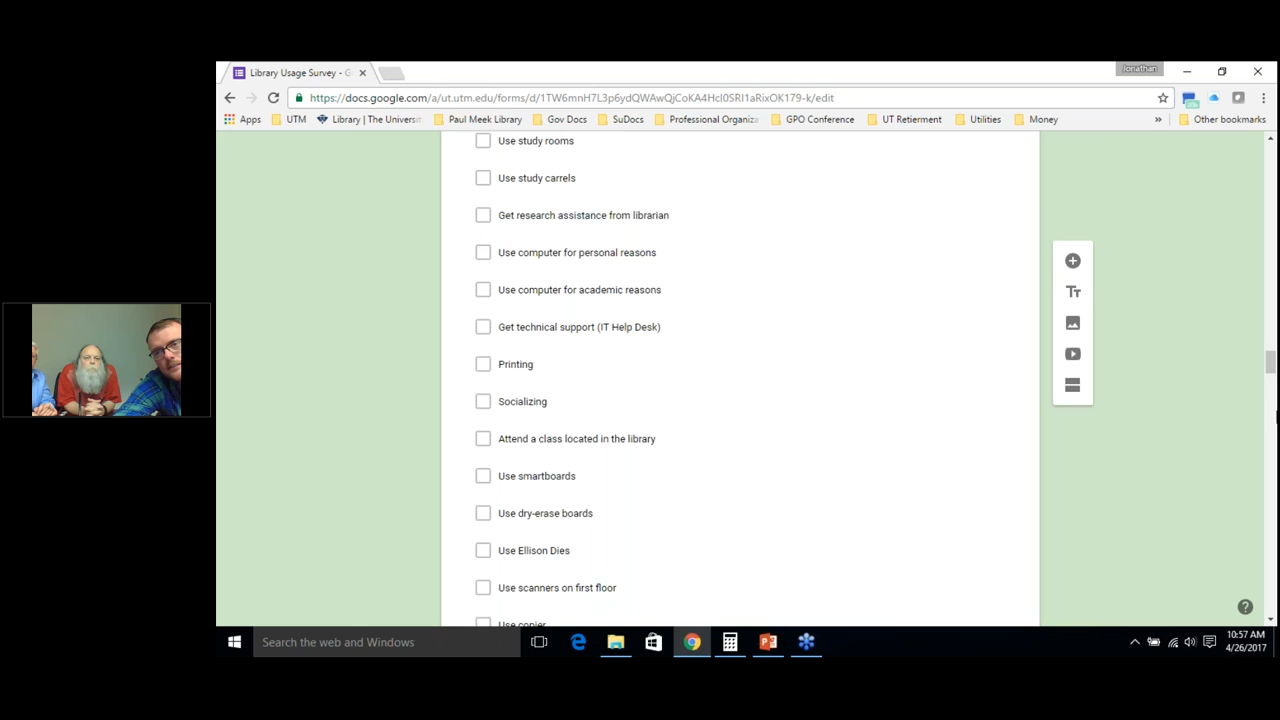 Library Usage Survey - G
Jonathan
https://docs.google.com/a/ut.utm.edu/forms/d/1TW6mnH7L3p6ydQWAwQjCoKA4Hcl0SRI1aRixOK179-k/edit
Apps UTM Library | The Universi Paul Meek Library Gov Docs SuDocs Professional Organiza GPO Conference UT Retierment Utilities Money » Other bookmarks
Use study rooms
Use study carrels
Get research assistance from librarian
Use computer for personal reasons
Use computer for academic reasons
Get technical support (IT Help Desk)
Printing
Socializing
Attend a class located in the library
Use smartboards
Use dry-erase boards
Use Ellison Dies
Use scanners on first floor
Use copier
Search the web and Windows
10:57 AM
4/26/2017